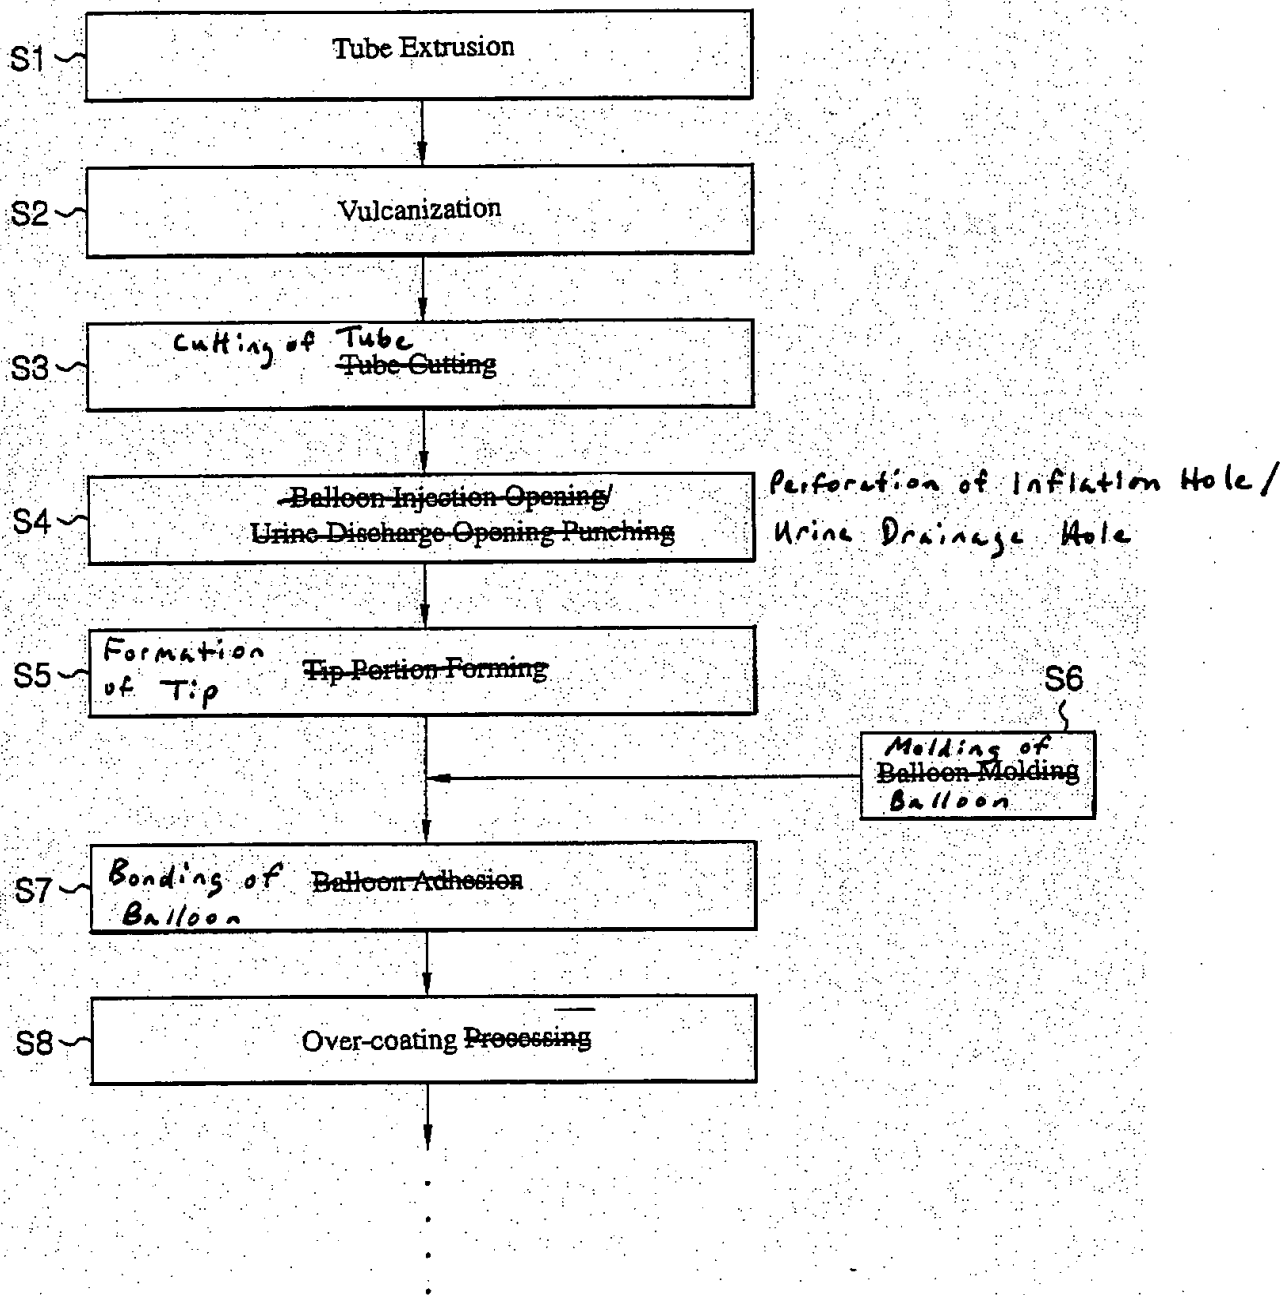 S1
Tube Extrusion
S2
Vulcanization
S3
Cutting of Tube
Tube Cutting
S4
Balloon Injection Opening/
Urine Discharge Opening Punching
Perforation of Inflation Hole/
Urine Drainage Hole
S5
Formation
of Tip
Tip Portion Forming
S6
Molding of
Balloon Molding
Balloon
S7
Bonding of
Balloon
Balloon Adhesion
S8
Over-coating Processing